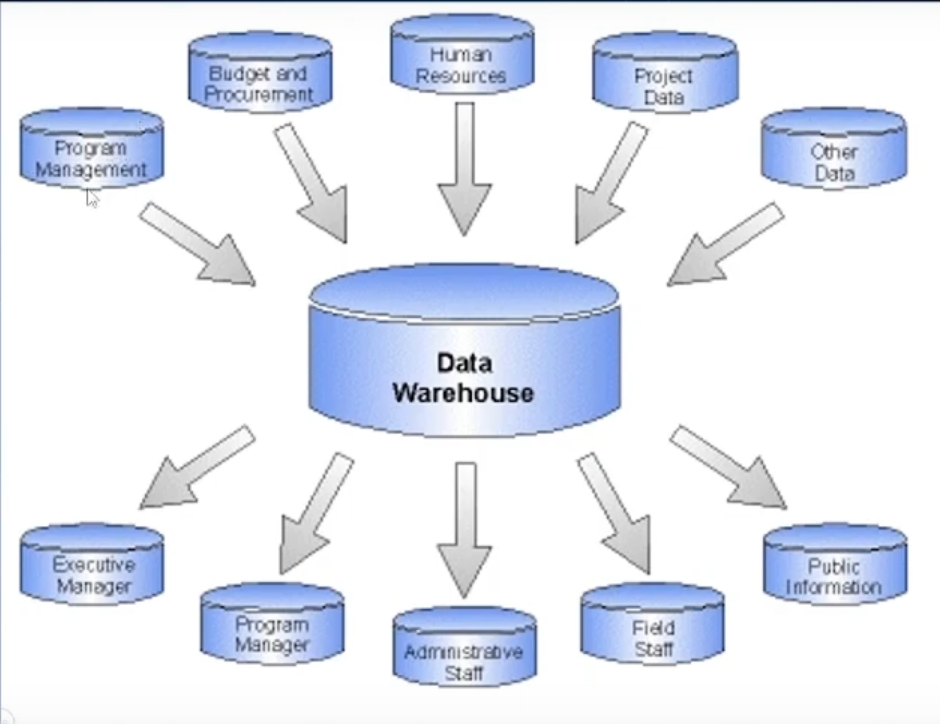 Program
Management
Budget and
Procurement
Human
Resources
Project
Data
Other
Data
Data
Warehouse
Executive
Manager
Program
Manager
Administrative
Staff
Field
Staff
Public
Information